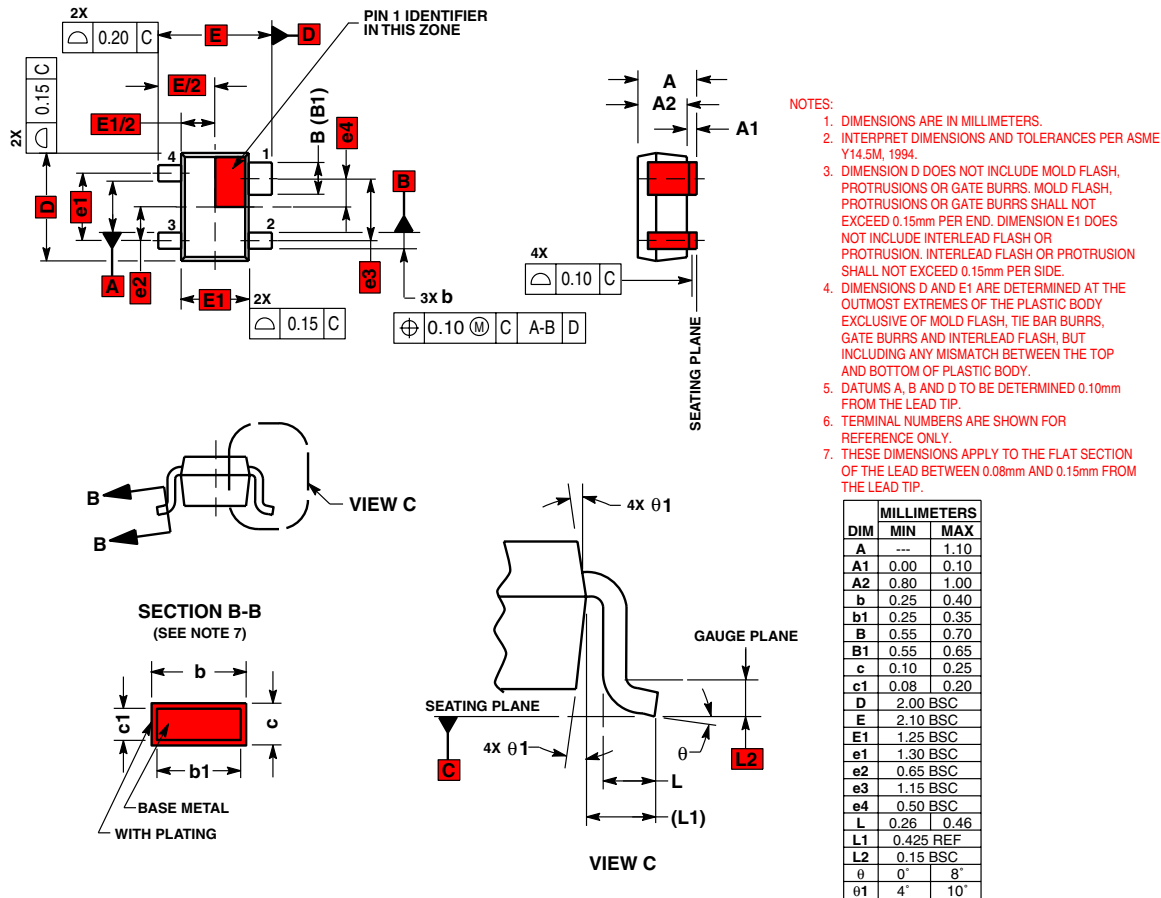 2X
0.20 C
E
D
PIN 1 IDENTIFIER
IN THIS ZONE
2X
0.15 C
E/2
E1/2
B (B1)
e4
4
1
3
2
D
e1
A
e2
B
e3
E1
2X
0.15 C
3X b
0.10 M C A-B D
A
A2
A1
4X
0.10 C
SEATING PLANE
B
B
VIEW C
SECTION B-B
(SEE NOTE 7)
b
c1
c
b1
BASE METAL
WITH PLATING
4X θ1
GAUGE PLANE
SEATING PLANE
4X θ1
C
θ
L2
L
(L1)
VIEW C
NOTES:
1. DIMENSIONS ARE IN MILLIMETERS.
2. INTERPRET DIMENSIONS AND TOLERANCES PER ASME
Y14.5M, 1994.
3. DIMENSION D DOES NOT INCLUDE MOLD FLASH,
PROTRUSIONS OR GATE BURRS. MOLD FLASH,
PROTRUSIONS OR GATE BURRS SHALL NOT
EXCEED 0.15mm PER END. DIMENSION E1 DOES
NOT INCLUDE INTERLEAD FLASH OR
PROTRUSION. INTERLEAD FLASH OR PROTRUSION
SHALL NOT EXCEED 0.15mm PER SIDE.
4. DIMENSIONS D AND E1 ARE DETERMINED AT THE
OUTMOST EXTREMES OF THE PLASTIC BODY
EXCLUSIVE OF MOLD FLASH, TIE BAR BURRS,
GATE BURRS AND INTERLEAD FLASH, BUT
INCLUDING ANY MISMATCH BETWEEN THE TOP
AND BOTTOM OF PLASTIC BODY.
5. DATUMS A, B AND D TO BE DETERMINED 0.10mm
FROM THE LEAD TIP.
6. TERMINAL NUMBERS ARE SHOWN FOR
REFERENCE ONLY.
7. THESE DIMENSIONS APPLY TO THE FLAT SECTION
OF THE LEAD BETWEEN 0.08mm AND 0.15mm FROM
THE LEAD TIP.
MILLIMETERS
DIM MIN MAX
A --- 1.10
A1 0.00 0.10
A2 0.80 1.00
b 0.25 0.40
b1 0.25 0.35
B 0.55 0.70
B1 0.55 0.65
c 0.10 0.25
c1 0.08 0.20
D 2.00 BSC
E 2.10 BSC
E1 1.25 BSC
e1 1.30 BSC
e2 0.65 BSC
e3 1.15 BSC
e4 0.50 BSC
L 0.26 0.46
L1 0.425 REF
L2 0.15 BSC
θ 0° 8°
θ1 4° 10°